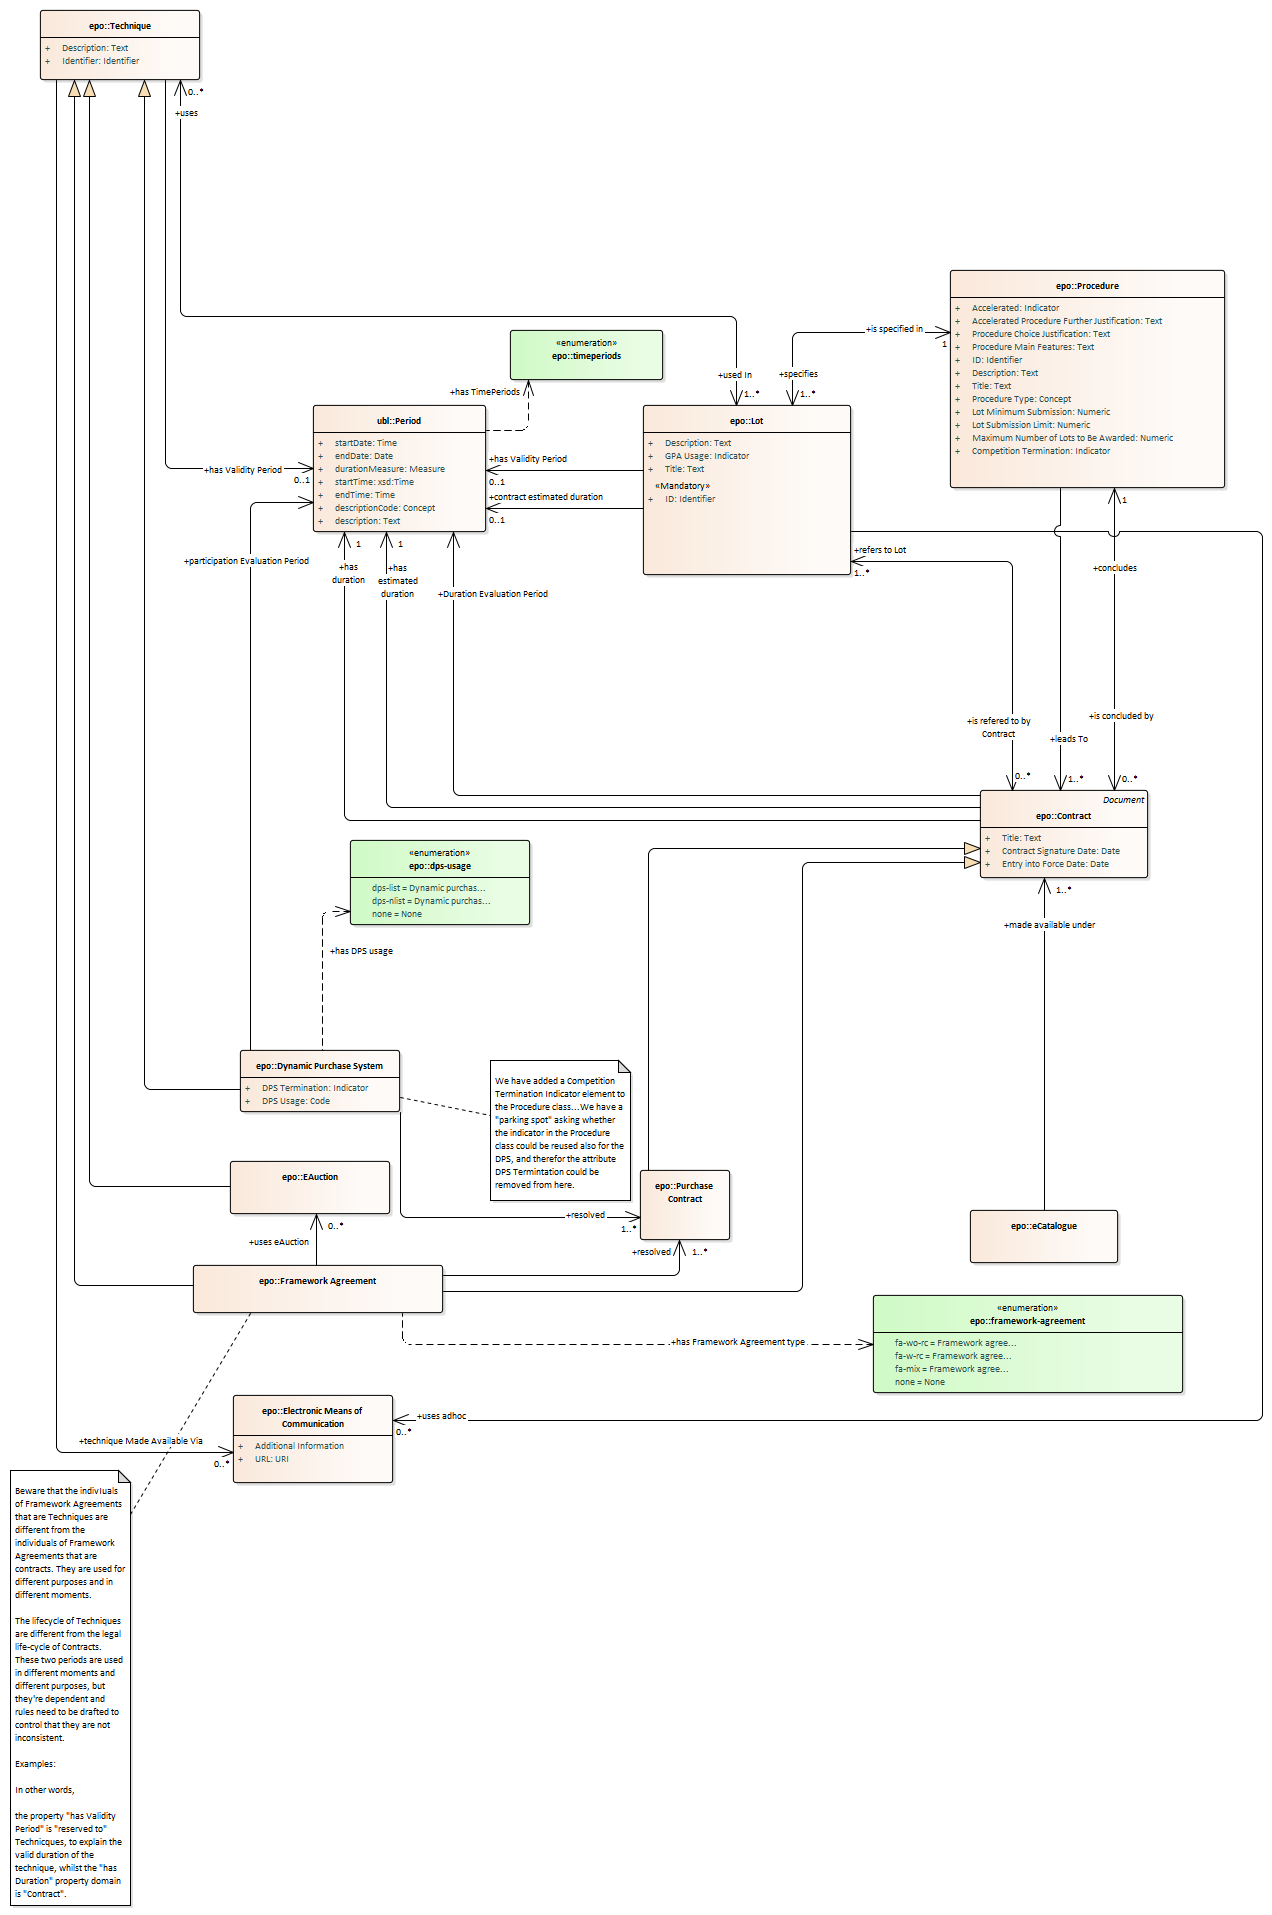 epo::Technique
+ Description: Text
+ Identifier: Identifier
0..*
+uses
epo::Procedure
+ Accelerated: Indicator
+ Accelerated Procedure Further Justification: Text
+ Procedure Choice Justification: Text
+ Procedure Main Features: Text
+ ID: Identifier
+ Description: Text
+ Title: Text
+ Procedure Type: Concept
+ Lot Minimum Submission: Numeric
+ Lot Submission Limit: Numeric
+ Maximum Number of Lots to Be Awarded: Numeric
+ Competition Termination: Indicator
+is specified in
1
«enumeration»
epo::timeperiods
+has TimePeriods
+used In
1..*
+specifies
1..*
ubl::Period
+ startDate: Time
+ endDate: Date
+ durationMeasure: Measure
+ startTime: xsd:Time
+ endTime: Time
+ descriptionCode: Concept
+ description: Text
epo::Lot
+ Description: Text
+ GPA Usage: Indicator
+ Title: Text
«Mandatory»
+ ID: Identifier
+has Validity Period
0..1
+has Validity Period
0..1
+contract estimated duration
0..1
+participation Evaluation Period
1
+has
duration
1
+has
estimated
duration
+Duration Evaluation Period
+refers to Lot
1..*
1
+concludes
+is refered to by
Contract
0..*
+leads To
1..*
+is concluded by
0..*
Document
epo::Contract
+ Title: Text
+ Contract Signature Date: Date
+ Entry into Force Date: Date
1..*
+made available under
«enumeration»
epo::dps-usage
dps-list = Dynamic purchas...
dps-nlist = Dynamic purchas...
none = None
+has DPS usage
epo::Dynamic Purchase System
+ DPS Termination: Indicator
+ DPS Usage: Code
We have added a Competition
Termination Indicator element to
the Procedure class...We have a
"parking spot" asking whether
the indicator in the Procedure
class could be reused also for the
DPS, and therefor the attribute
DPS Termintation could be
removed from here.
epo::EAuction
epo::Purchase
Contract
+resolved
1..*
+resolved
1..*
epo::eCatalogue
0..*
+uses eAuction
epo::Framework Agreement
«enumeration»
epo::framework-agreement
fa-wo-rc = Framework agree...
fa-w-rc = Framework agree...
fa-mix = Framework agree...
none = None
+has Framework Agreement type
epo::Electronic Means of
Communication
+ Additional Information
+ URL: URI
+uses adhoc
0..*
+technique Made Available Via
0..*
Beware that the indivIuals
of Framework Agreements
that are Techniques are
different from the
individuals of Framework
Agreements that are
contracts. They are used for
different purposes and in
different moments.
The lifecycle of Techniques
are different from the legal
life-cycle of Contracts.
These two periods are used
in different moments and
different purposes, but
they're dependent and
rules need to be drafted to
control that they are not
inconsistent.
Examples:
In other words,
the property "has Validity
Period" is "reserved to"
Technicques, to explain the
valid duration of the
technique, whilst the "has
Duration" property domain
is "Contract".